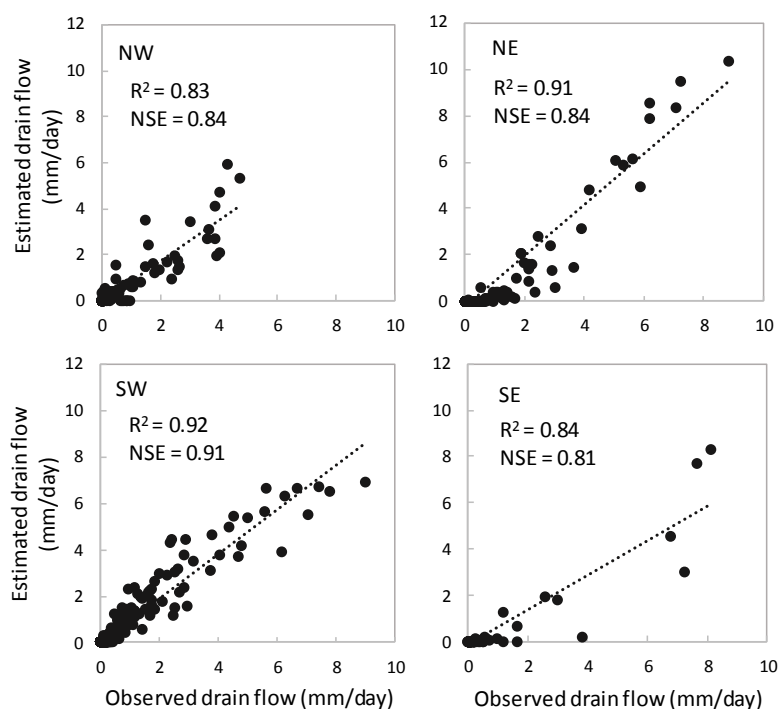 Estimated drain flow
(mm/day)
12
10
8
6
4
2
0
NW
R² = 0.83
NSE = 0.84
0 2 4 6 8 10
12
10
8
6
4
2
0
NE
R² = 0.91
NSE = 0.84
0 2 4 6 8 10
Estimated drain flow
(mm/day)
12
10
8
6
4
2
0
SW
R² = 0.92
NSE = 0.91
0 2 4 6 8 10
Observed drain flow (mm/day)
12
10
8
6
4
2
0
SE
R² = 0.84
NSE = 0.81
0 2 4 6 8 10
Observed drain flow (mm/day)